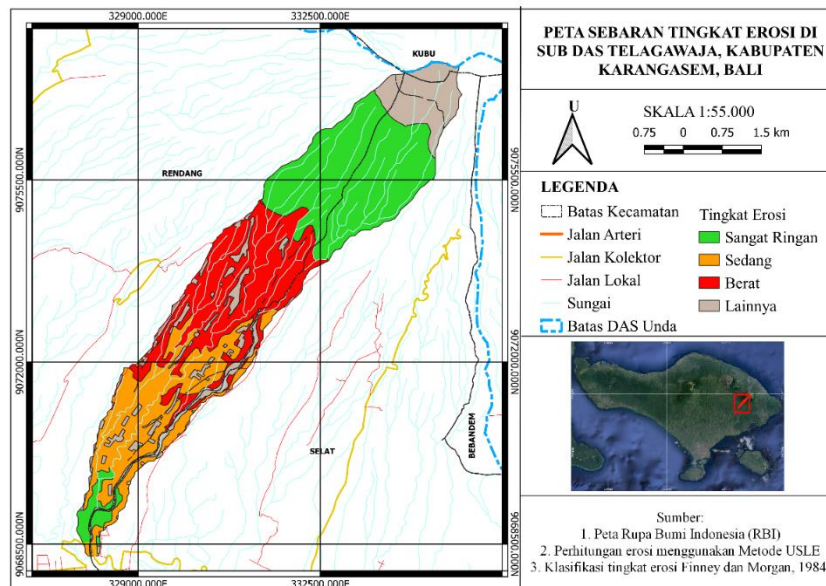 329000.000E
332500.000E
KUBU
RENDANG
SELAT
BEBANDEM
9075500.000N
9072000.000N
9068500.000N
9075500.000N
9072000.000N
9068500.000N
329000.000E
332500.000E
PETA SEBARAN TINGKAT EROSI DI
SUB DAS TELAGAWAJA, KABUPATEN
KARANGASEM, BALI
U
SKALA 1:55.000
0.75 0 0.75 1.5 km
LEGENDA
Batas Kecamatan
Jalan Arteri
Jalan Kolektor
Jalan Lokal
Sungai
Batas DAS Unda
Tingkat Erosi
Sangat Ringan
Sedang
Berat
Lainnya
Sumber:
1. Peta Rupa Bumi Indonesia (RBI)
2. Perhitungan erosi menggunakan Metode USLE
3. Klasifikasi tingkat erosi Finney dan Morgan, 1984